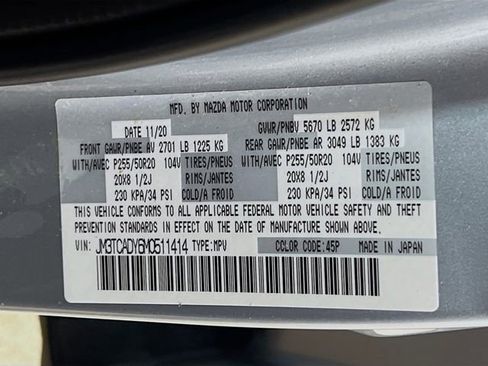 MFD. BY MAZDA MOTOR CORPORATION
DATE 11/20 GVWR/PNBV 5670 LB 2572 KG
FRONT GAWR/PNBE AV 2701 LB 1225 KG REAR GAWR/PNBE AR 3049 LB 1383 KG
WITH/AVEC P255/50R20 104V TIRES/PNEUS WITH/AVEC P255/50R20 104V TIRES/PNEUS
20X8 1/2J RIMS/JANTES 20X8 1/2J RIMS/JANTES
230 KPA/34 PSI COLD/A FROID 230 KPA/34 PSI COLD/A FROID
THIS VEHICLE CONFORMS TO ALL APPLICABLE FEDERAL MOTOR VEHICLE SAFETY AND THEFT
PREVENTION STANDARDS IN EFFECT ON THE DATE OF MANUFACTURE SHOWN ABOVE.
VIN: JM3TCADY6M0511414 TYPE:MPV COLOR CODE:45P MADE IN JAPAN